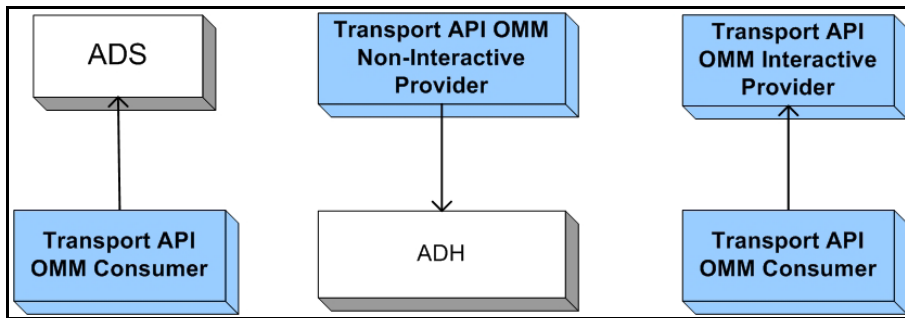 ADS
Transport API OMM
Non-Interactive
Provider
Transport API
OMM Interactive
Provider
Transport API
OMM Consumer
ADH
Transport API
OMM Consumer